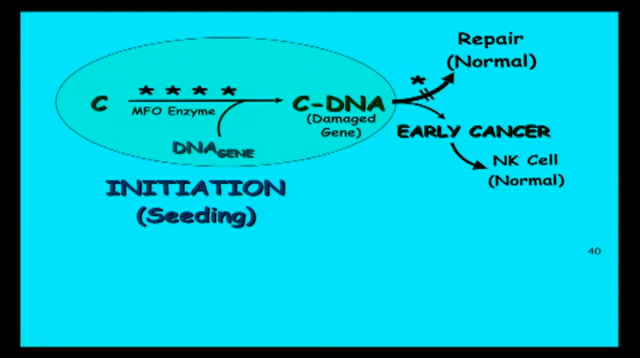 Repair
(Normal)
* * * *
*
C
C-DNA
MFO Enzyme
(Damaged
Gene)
EARLY CANCER
DNAGENE
NK Cell
(Normal)
INITIATION
(Seeding)
40